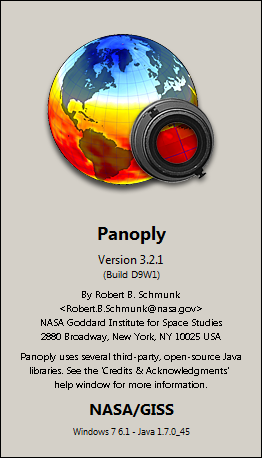 Panoply
Version 3.2.1
(Build D9W1)
By Robert B. Schmunk
<Robert.B.Schmunk@nasa.gov>
NASA Goddard Institute for Space Studies
2880 Broadway, New York, NY 10025 USA
Panoply uses several third-party, open-source Java
libraries. See the 'Credits & Acknowledgments'
help window for more information.
NASA/GISS
Windows 7 6.1 - Java 1.7.0_45